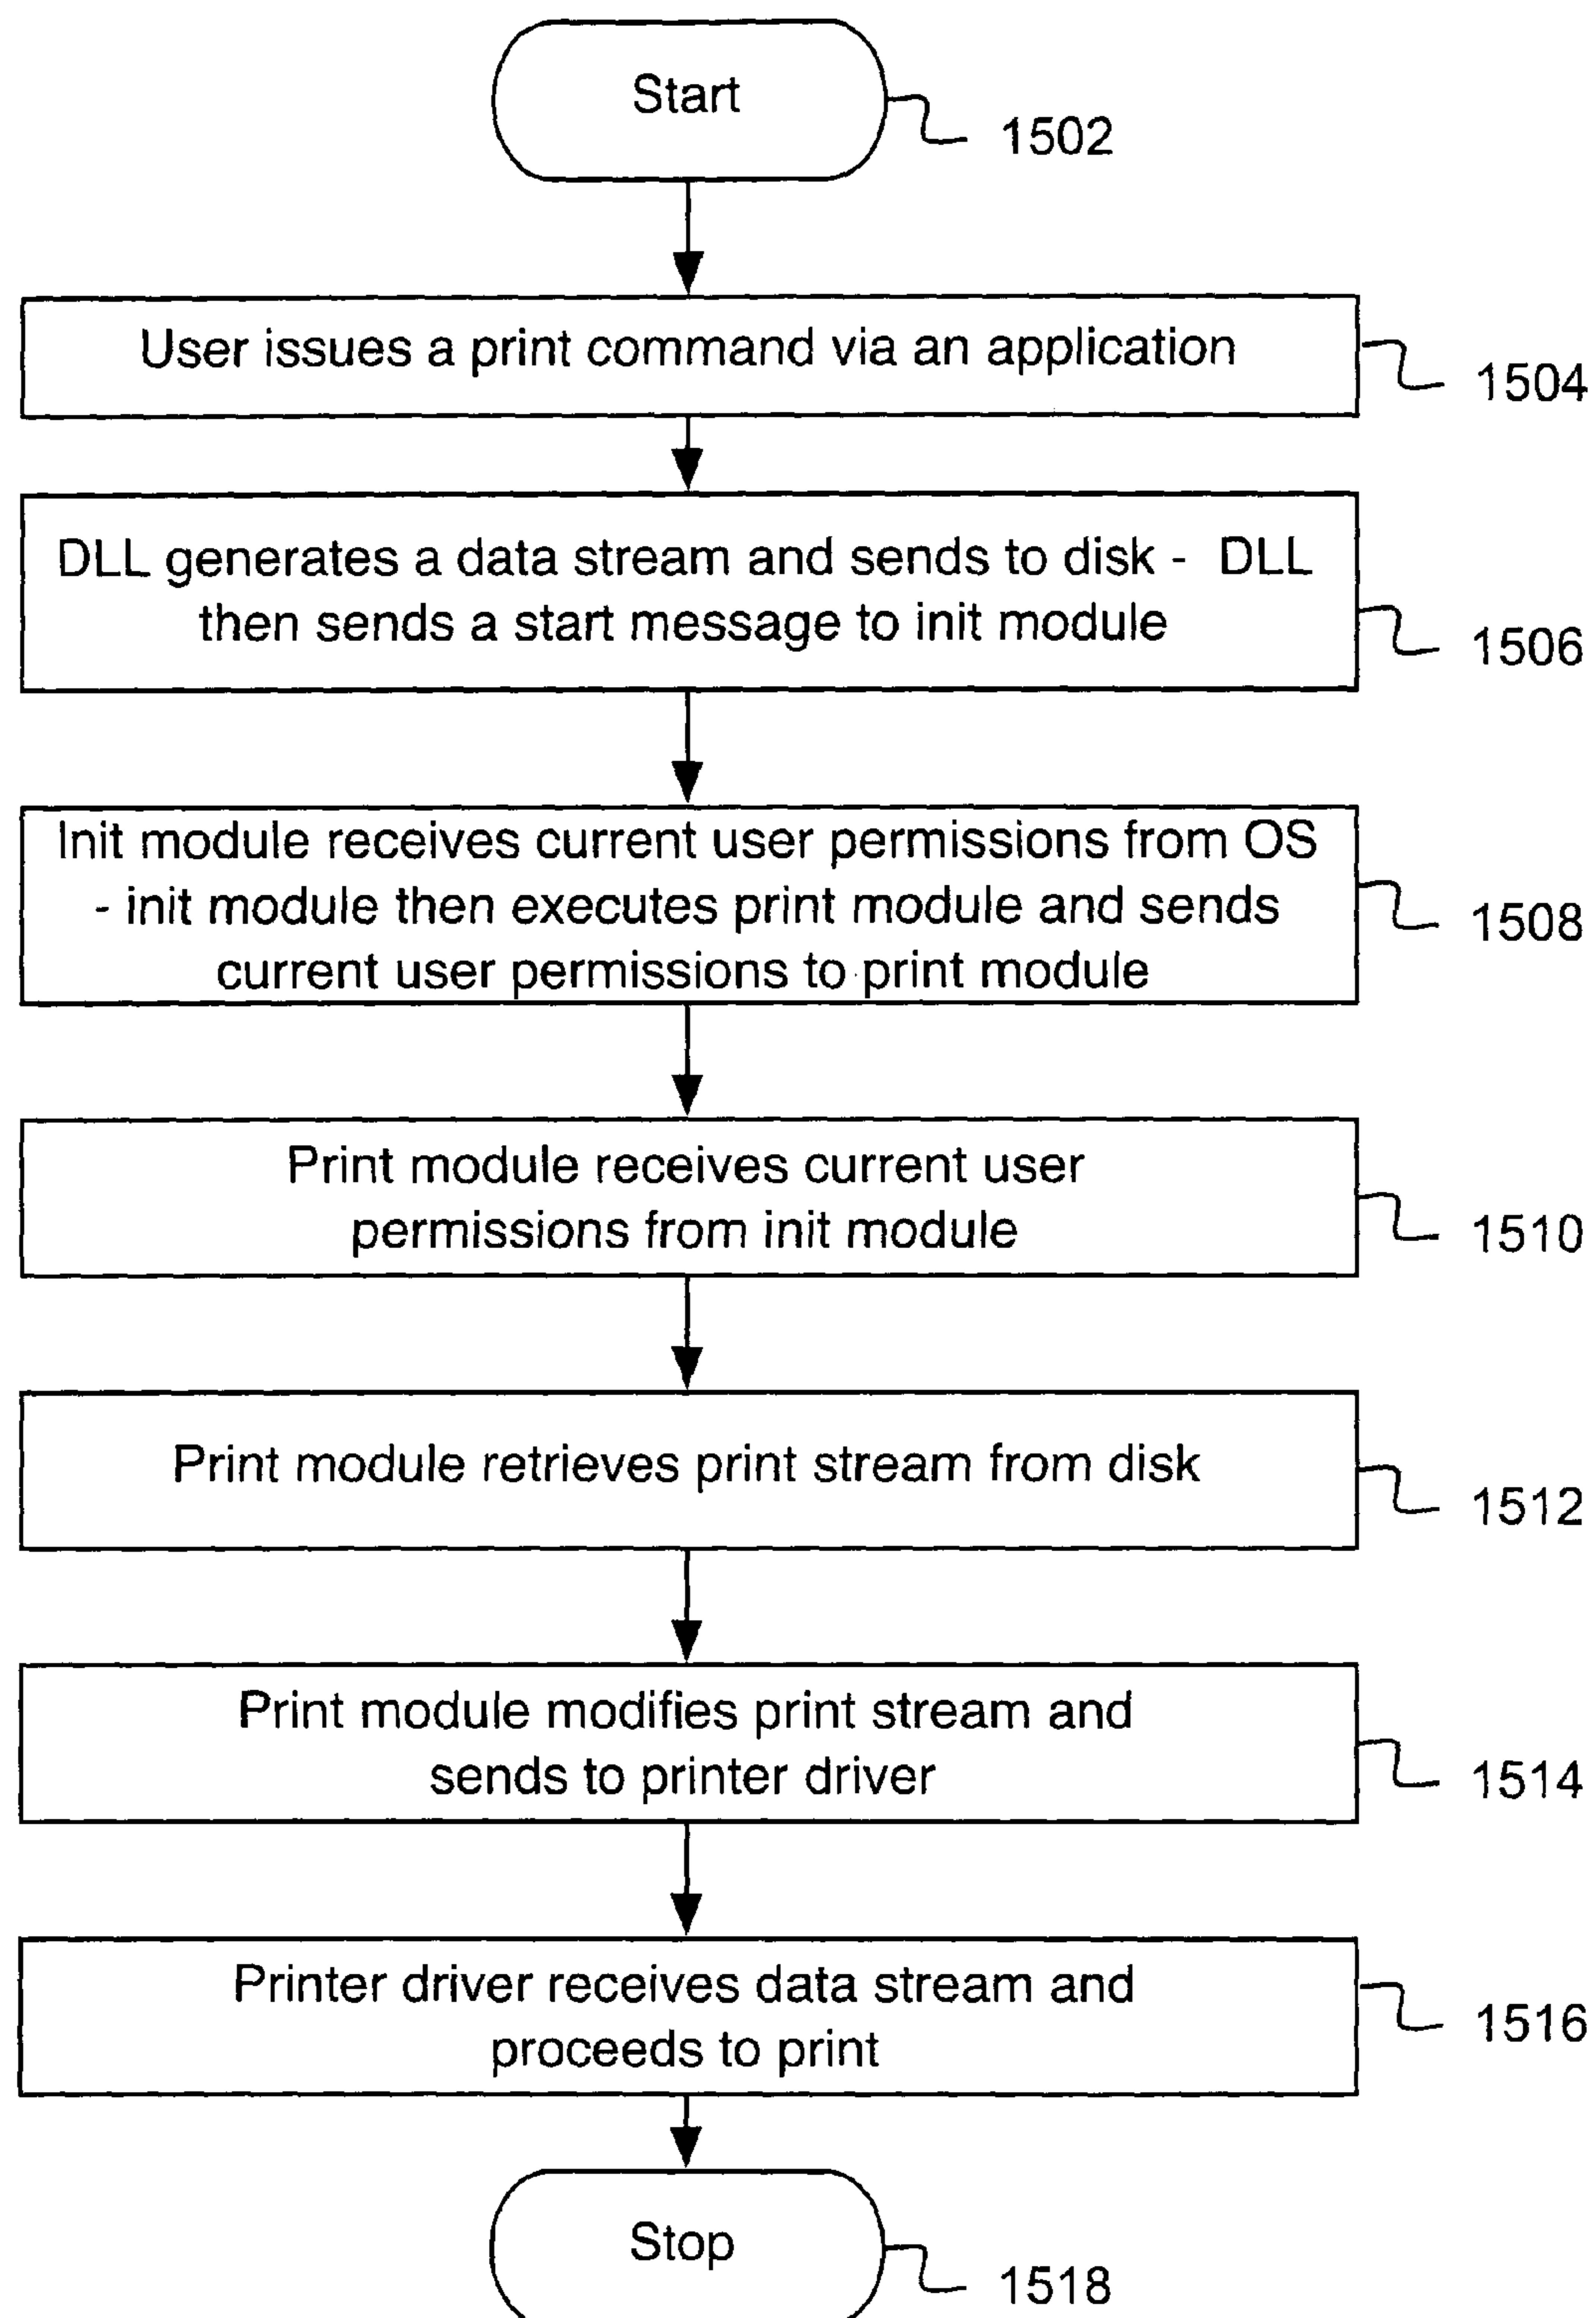 Start
1502
User issues a print command via an application
1504
DLL generates a data stream and sends to disk - DLL
then sends a start message to init module
1506
Init module receives current user permissions from OS
- init module then executes print module and sends
current user permissions to print module
1508
Print module receives current user
permissions from init module
1510
Print module retrieves print stream from disk
1512
Print module modifies print stream and
sends to printer driver
1514
Printer driver receives data stream and
proceeds to print
1516
Stop
1518